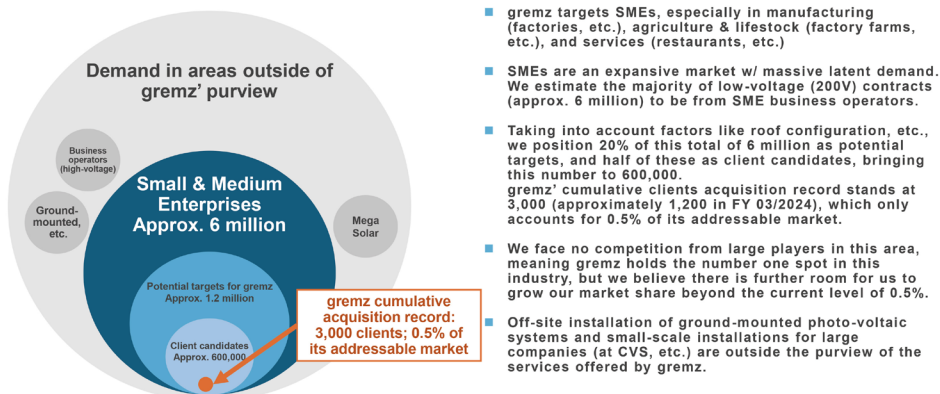 Demand in areas outside of
gremz’ purview
Business
operators
(high-voltage)
Ground-
mounted,
etc.
Mega
Solar
Small & Medium
Enterprises
Approx. 6 million
Potential targets for gremz
Approx. 1.2 million
Client candidates
Approx. 600,000
gremz cumulative
acquisition record:
3,000 clients; 0.5% of
its addressable market
gremz targets SMEs, especially in manufacturing
(factories, etc.), agriculture & lifestock (factory farms,
etc.), and services (restaurants, etc.)
SMEs are an expansive market w/ massive latent demand.
We estimate the majority of low-voltage (200V) contracts
(approx. 6 million) to be from SME business operators.
Taking into account factors like roof configuration, etc.,
we position 20% of this total of 6 million as potential
targets, and half of these as client candidates, bringing
this number to 600,000.
gremz’ cumulative clients acquisition record stands at
3,000 (approximately 1,200 in FY 03/2024), which only
accounts for 0.5% of its addressable market.
We face no competition from large players in this area,
meaning gremz holds the number one spot in this
industry, but we believe there is further room for us to
grow our market share beyond the current level of 0.5%.
Off-site installation of ground-mounted photo-voltaic
systems and small-scale installations for large
companies (at CVS, etc.) are outside the purview of the
services offered by gremz.